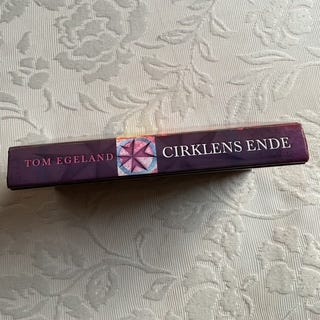 TOM EGELAND CIRKLENS ENDE